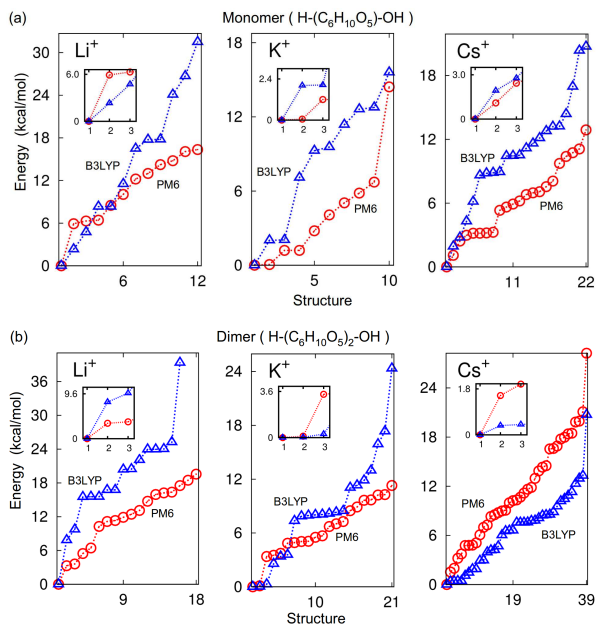 (a) Monomer ( H-(C6H10O5)-OH )
Energy (kcal/mol)
Li+
30
24
18
12
6
0
6.0
0
1 2 3
B3LYP
PM6
6 12
K+
18
12
6
0
2.4
0
1 2 3
B3LYP
PM6
5 10
Cs+
18
12
6
0
3.0
0
1 2 3
B3LYP
PM6
11 22
Structure
(b) Dimer ( H-(C6H10O5)2-OH )
Energy (kcal/mol)
Li+
36
30
24
18
12
6
0
9.6
0
1 2 3
B3LYP
PM6
9 18
K+
24
18
12
6
0
3.6
0
1 2 3
B3LYP
PM6
10 21
Cs+
24
18
12
6
0
1.8
0
1 2 3
PM6
B3LYP
19 39
Structure